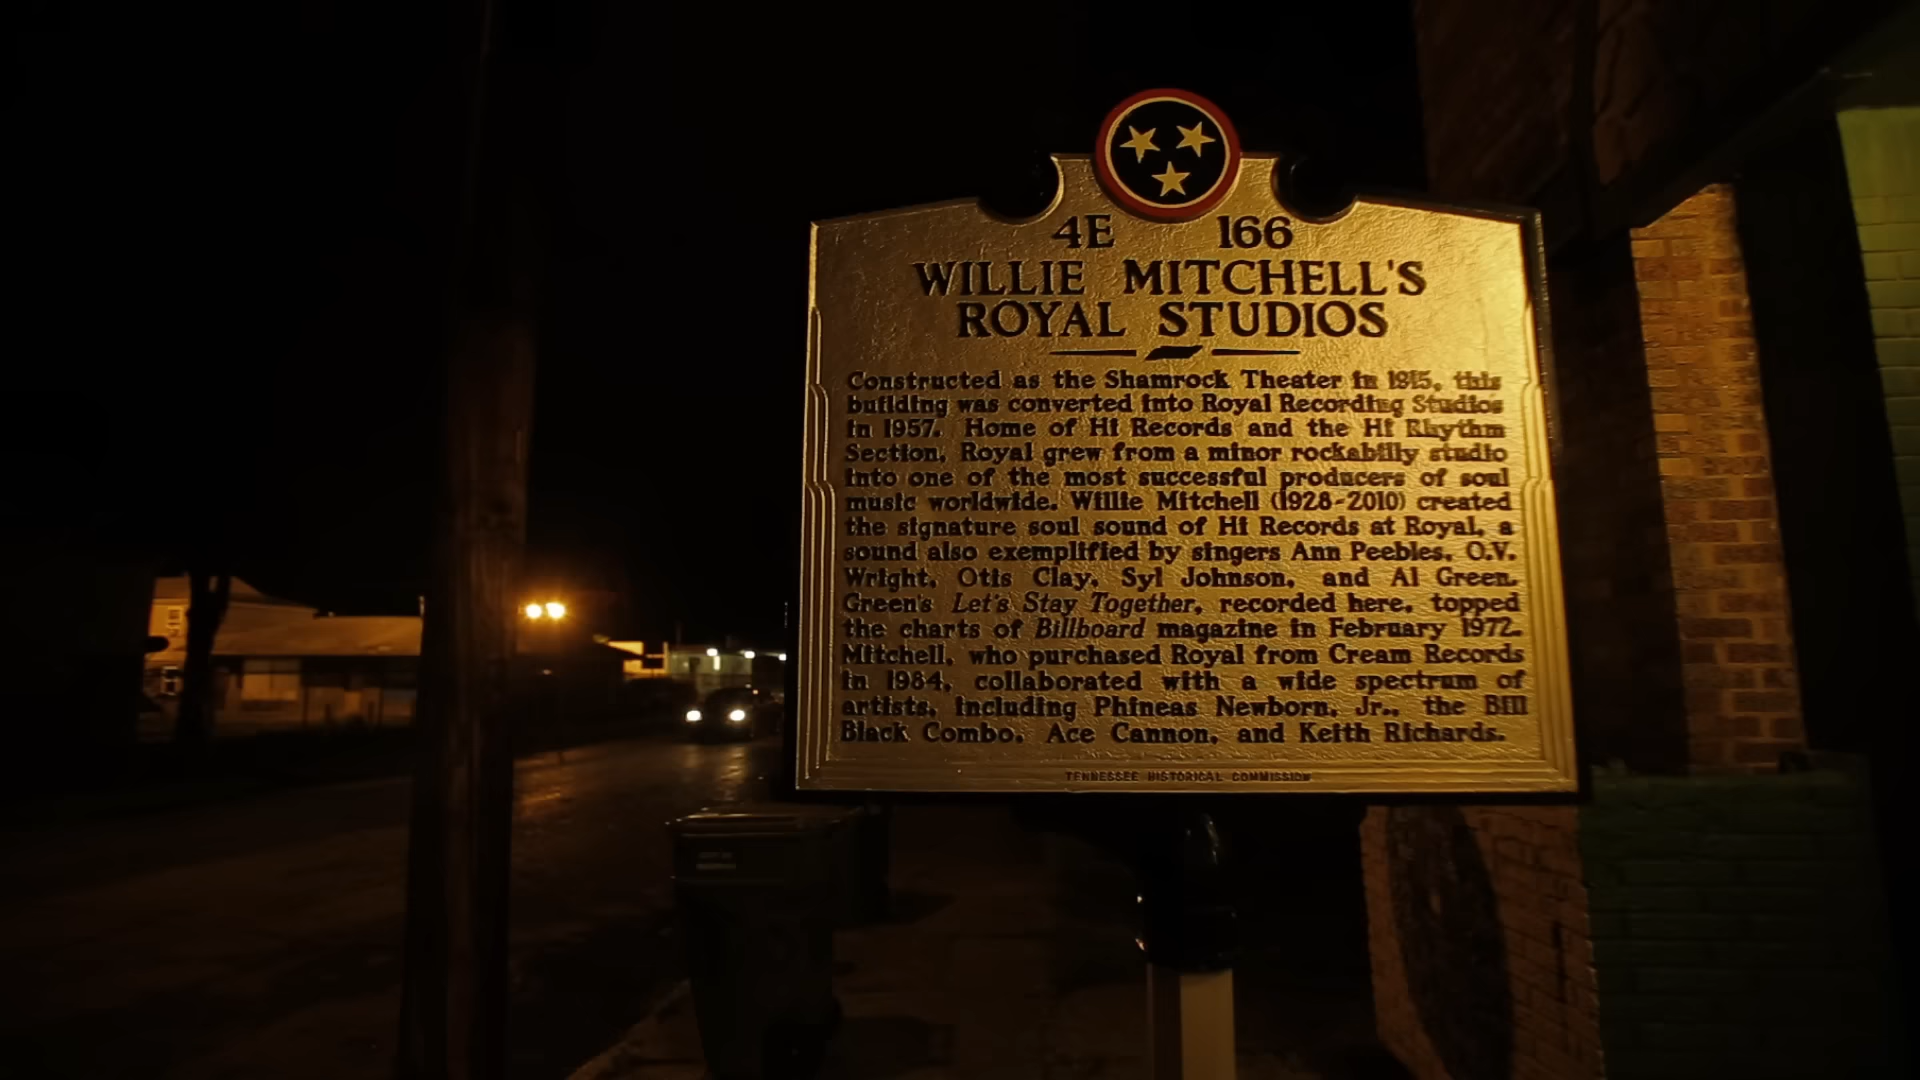 4E 166
WILLIE MITCHELL'S
ROYAL STUDIOS
Constructed as the Shamrock Theater in 1915, this
building was converted into Royal Recording Studios
in 1957. Home of Hi Records and the Hi Rhythm
Section, Royal grew from a minor rockabilly studio
into one of the most successful producers of soul
music worldwide. Willie Mitchell (1928-2010) created
the signature soul sound of Hi Records at Royal, a
sound also exemplified by singers Ann Peebles, O.V.
Wright, Otis Clay, Syl Johnson, and Al Green.
Green's Let's Stay Together, recorded here, topped
the charts of Billboard magazine in February 1972.
Mitchell, who purchased Royal from Cream Records
in 1984, collaborated with a wide spectrum of
artists, including Phineas Newborn, Jr., the Bill
Black Combo, Ace Cannon, and Keith Richards.
TENNESSEE HISTORICAL COMMISSION